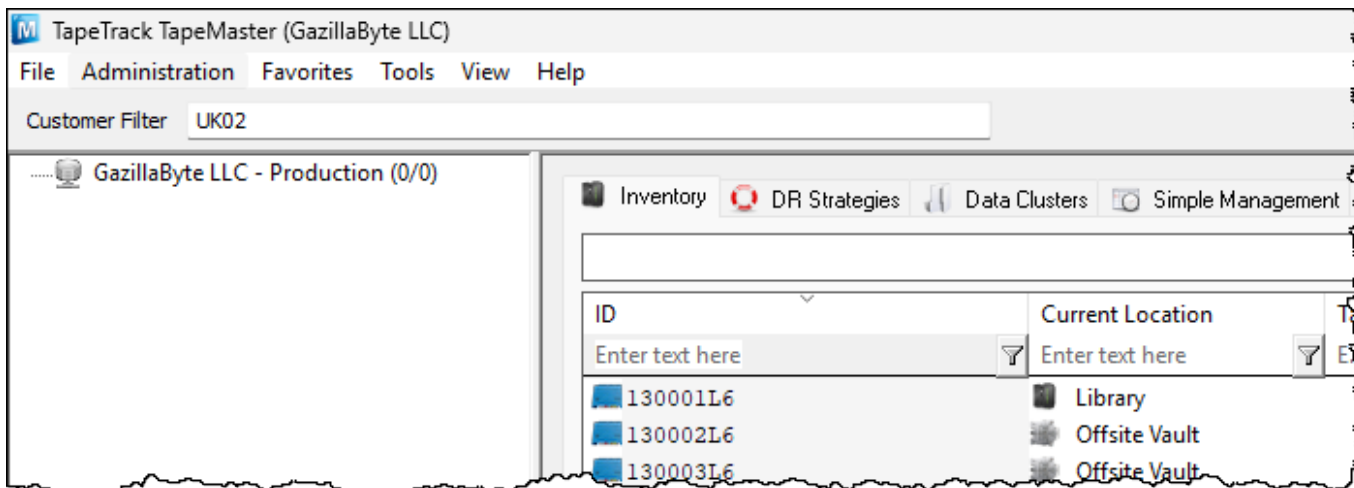 TapeTrack TapeMaster (GazillaByte LLC)
File Administration Favorites Tools View Help
Customer Filter UK02
GazillaByte LLC - Production (0/0)
Inventory DR Strategies Data Clusters Simple Management
ID Current Location
Enter text here Enter text here
130001L6 Library
130002L6 Offsite Vault
130003L6 Offsite Vault